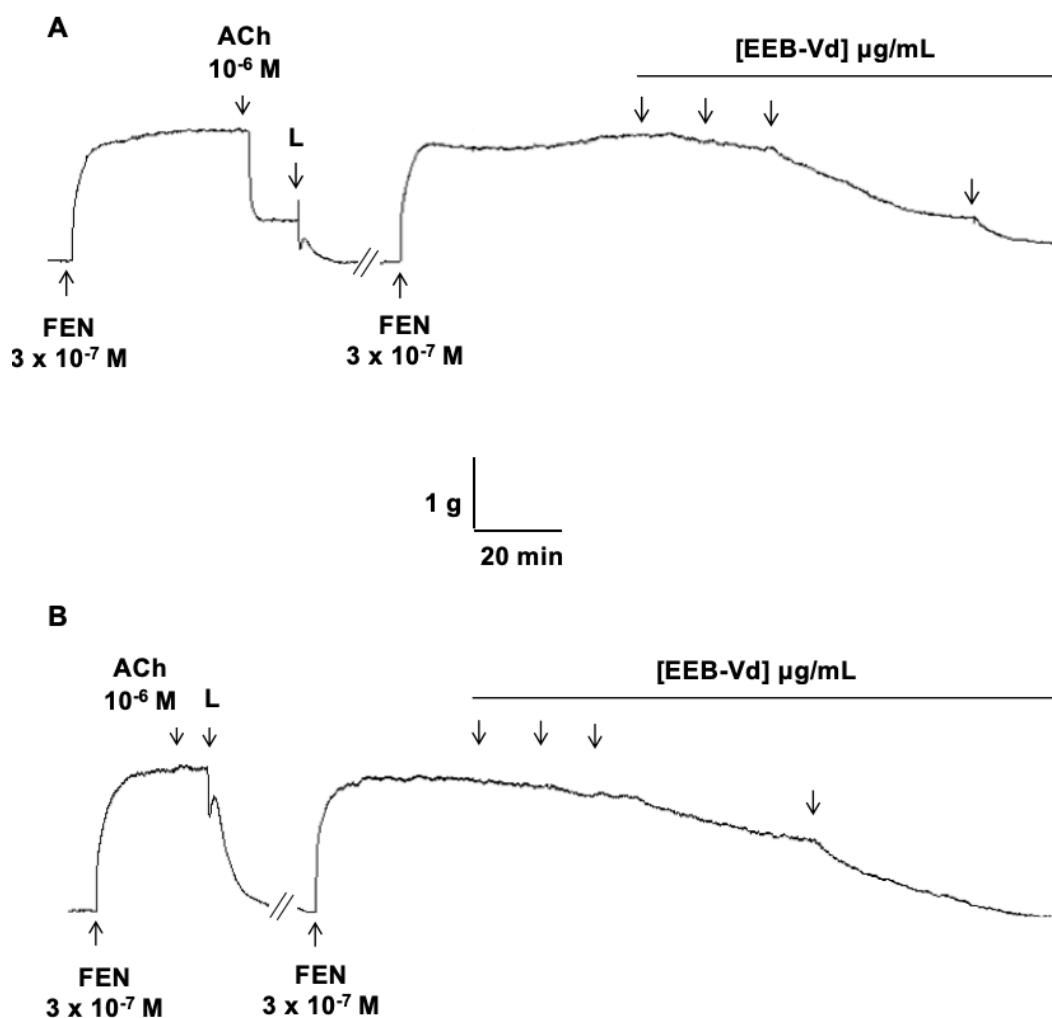 A
ACh
10⁻⁶ M
[EEB-Vd] µg/mL
L
FEN
3 x 10⁻⁷ M
FEN
3 x 10⁻⁷ M
1 g
20 min
B
ACh
10⁻⁶ M
L
[EEB-Vd] µg/mL
FEN
3 x 10⁻⁷ M
FEN
3 x 10⁻⁷ M